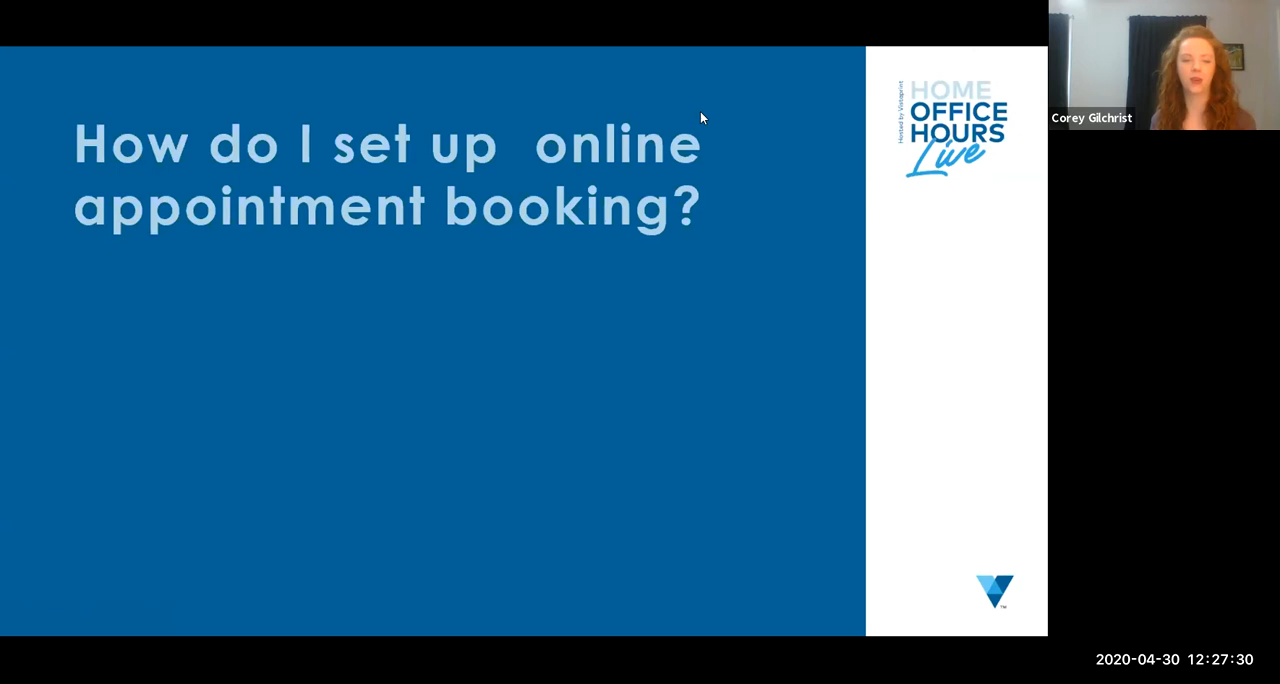 How do I set up  online
appointment booking?
Hosted by Vistaprint
HOME
OFFICE
HOURS
Live
TM
Corey Gilchrist
2020-04-30 12:27:30